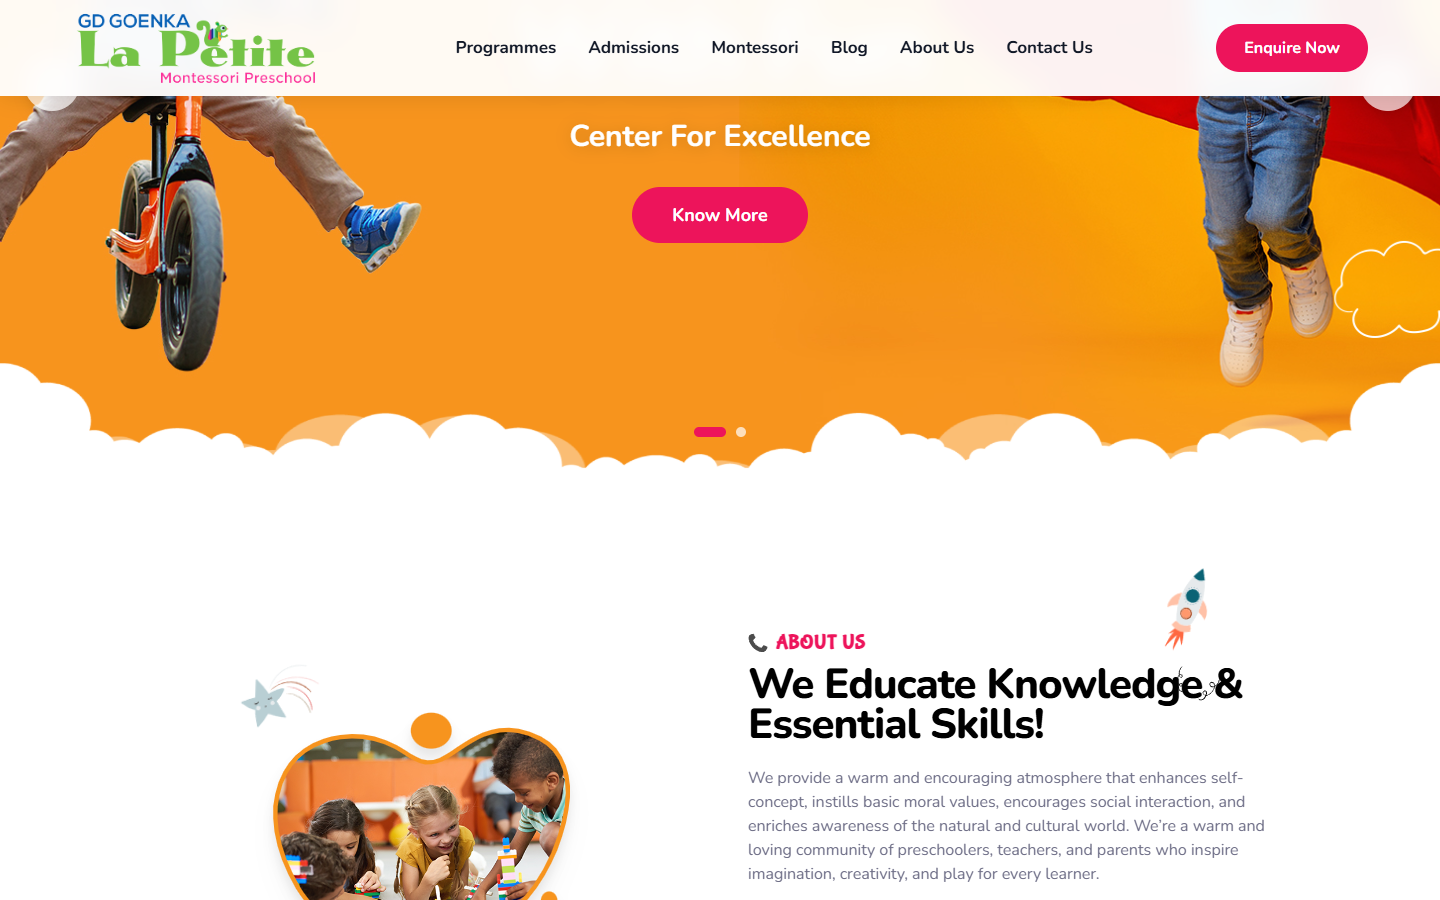 GD GOENKA
La Petite
Montessori Preschool
Programmes
Admissions
Montessori
Blog
About Us
Contact Us
Enquire Now
Center For Excellence
Know More
ABOUT US
We Educate Knowledge &
Essential Skills!
We provide a warm and encouraging atmosphere that enhances self-
concept, instills basic moral values, encourages social interaction, and
enriches awareness of the natural and cultural world. We’re a warm and
loving community of preschoolers, teachers, and parents who inspire
imagination, creativity, and play for every learner.